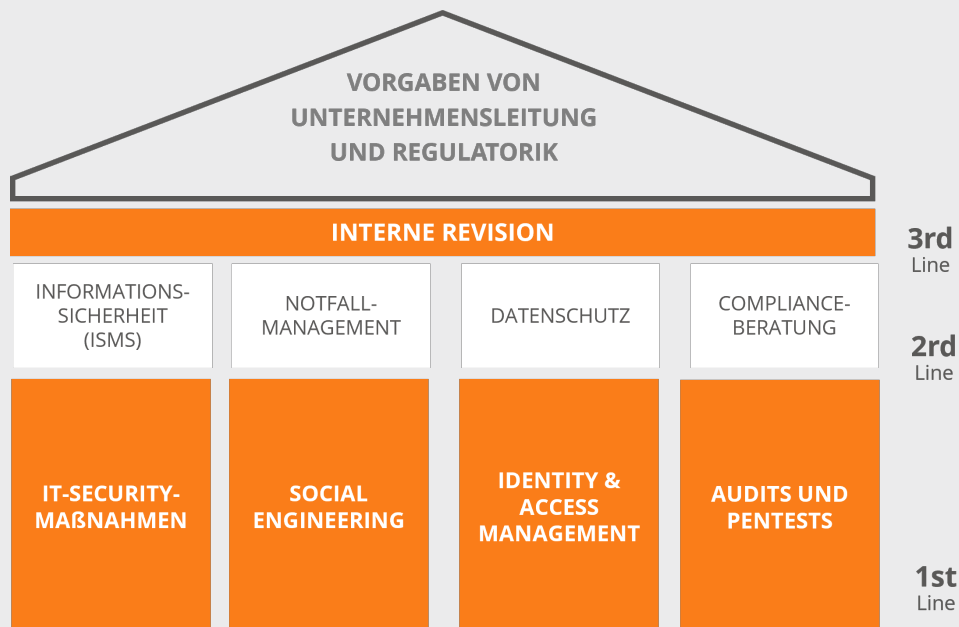 VORGABEN VON
UNTERNEHMENSLEITUNG
UND REGULATORIK
INTERNE REVISION
3rd
Line
INFORMATIONS-
SICHERHEIT
(ISMS)
NOTFALL-
MANAGEMENT
DATENSCHUTZ
COMPLIANCE-
BERATUNG
2rd
Line
IT-SECURITY-
MAßNAHMEN
SOCIAL
ENGINEERING
IDENTITY &
ACCESS
MANAGEMENT
AUDITS UND
PENTESTS
1st
Line